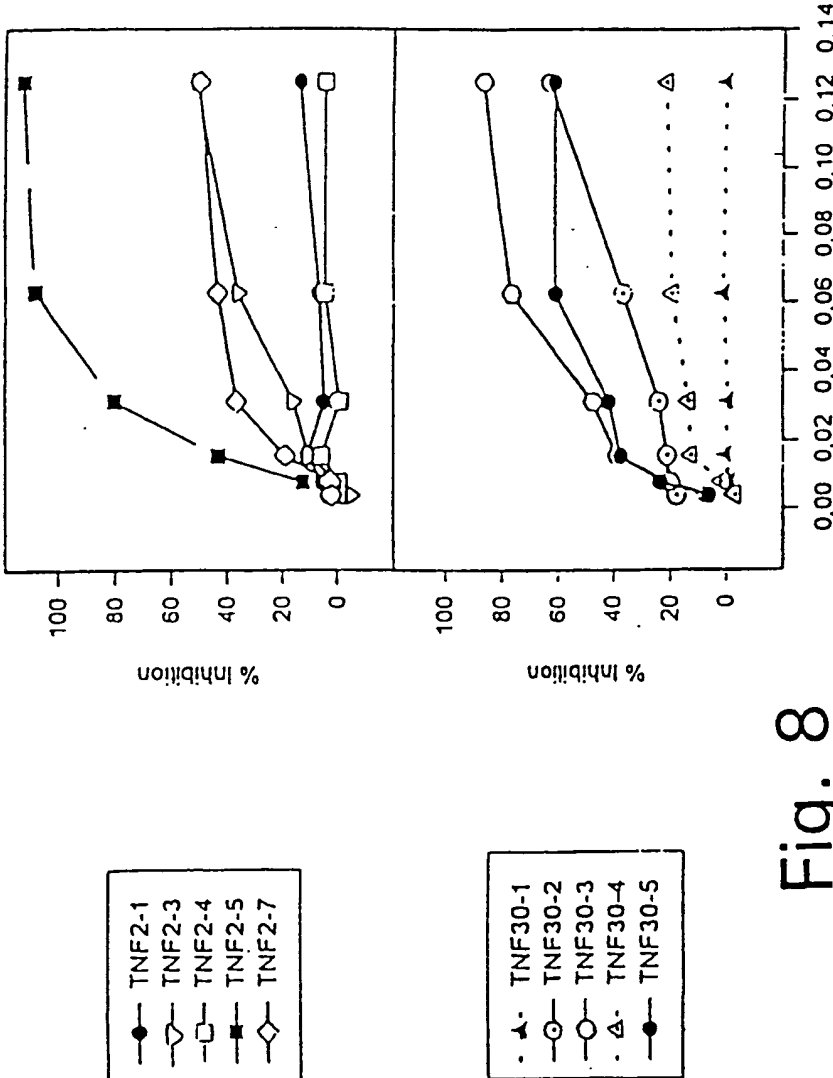 TNF2-1
TNF2-3
TNF2-4
TNF2-5
TNF2-7
% Inhibition
100
80
60
40
20
0
TNF30-1
TNF30-2
TNF30-3
TNF30-4
TNF30-5
% Inhibition
100
80
60
40
20
0
0.00
0.02
0.04
0.06
0.08
0.10
0.12
0.14
Fig. 8